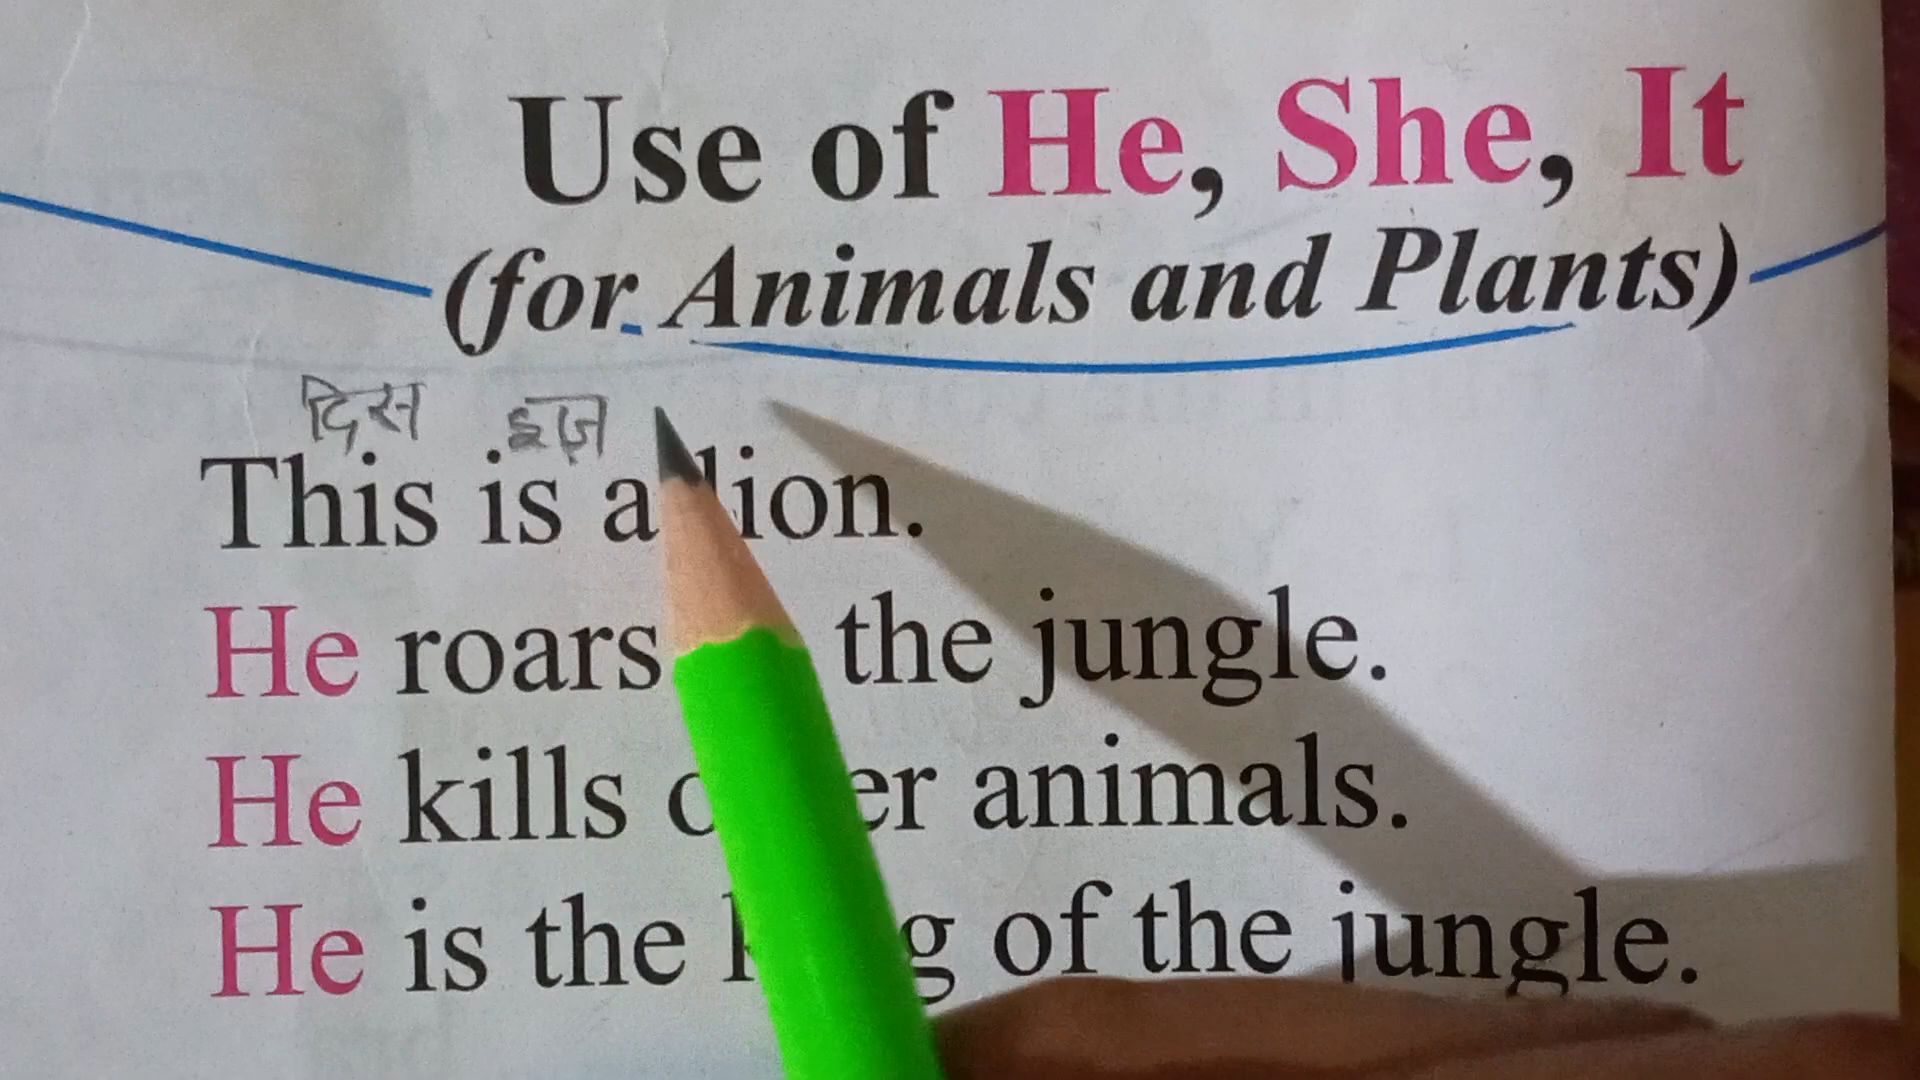 Use of He, She, It
(for Animals and Plants)
दिस इज़
This is a lion.
He roars the jungle.
He kills animals.
He is the of the jungle.